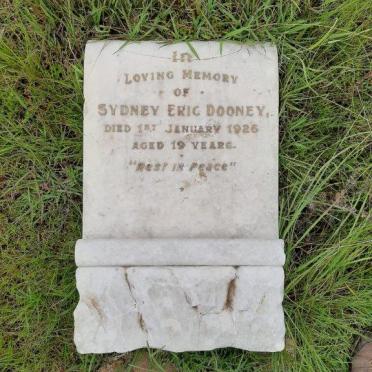 In
Loving Memory
OF
Sydney Eric Dooney,
DIED 1ST JANUARY 1926
AGED 19 YEARS.
"Rest in Peace"